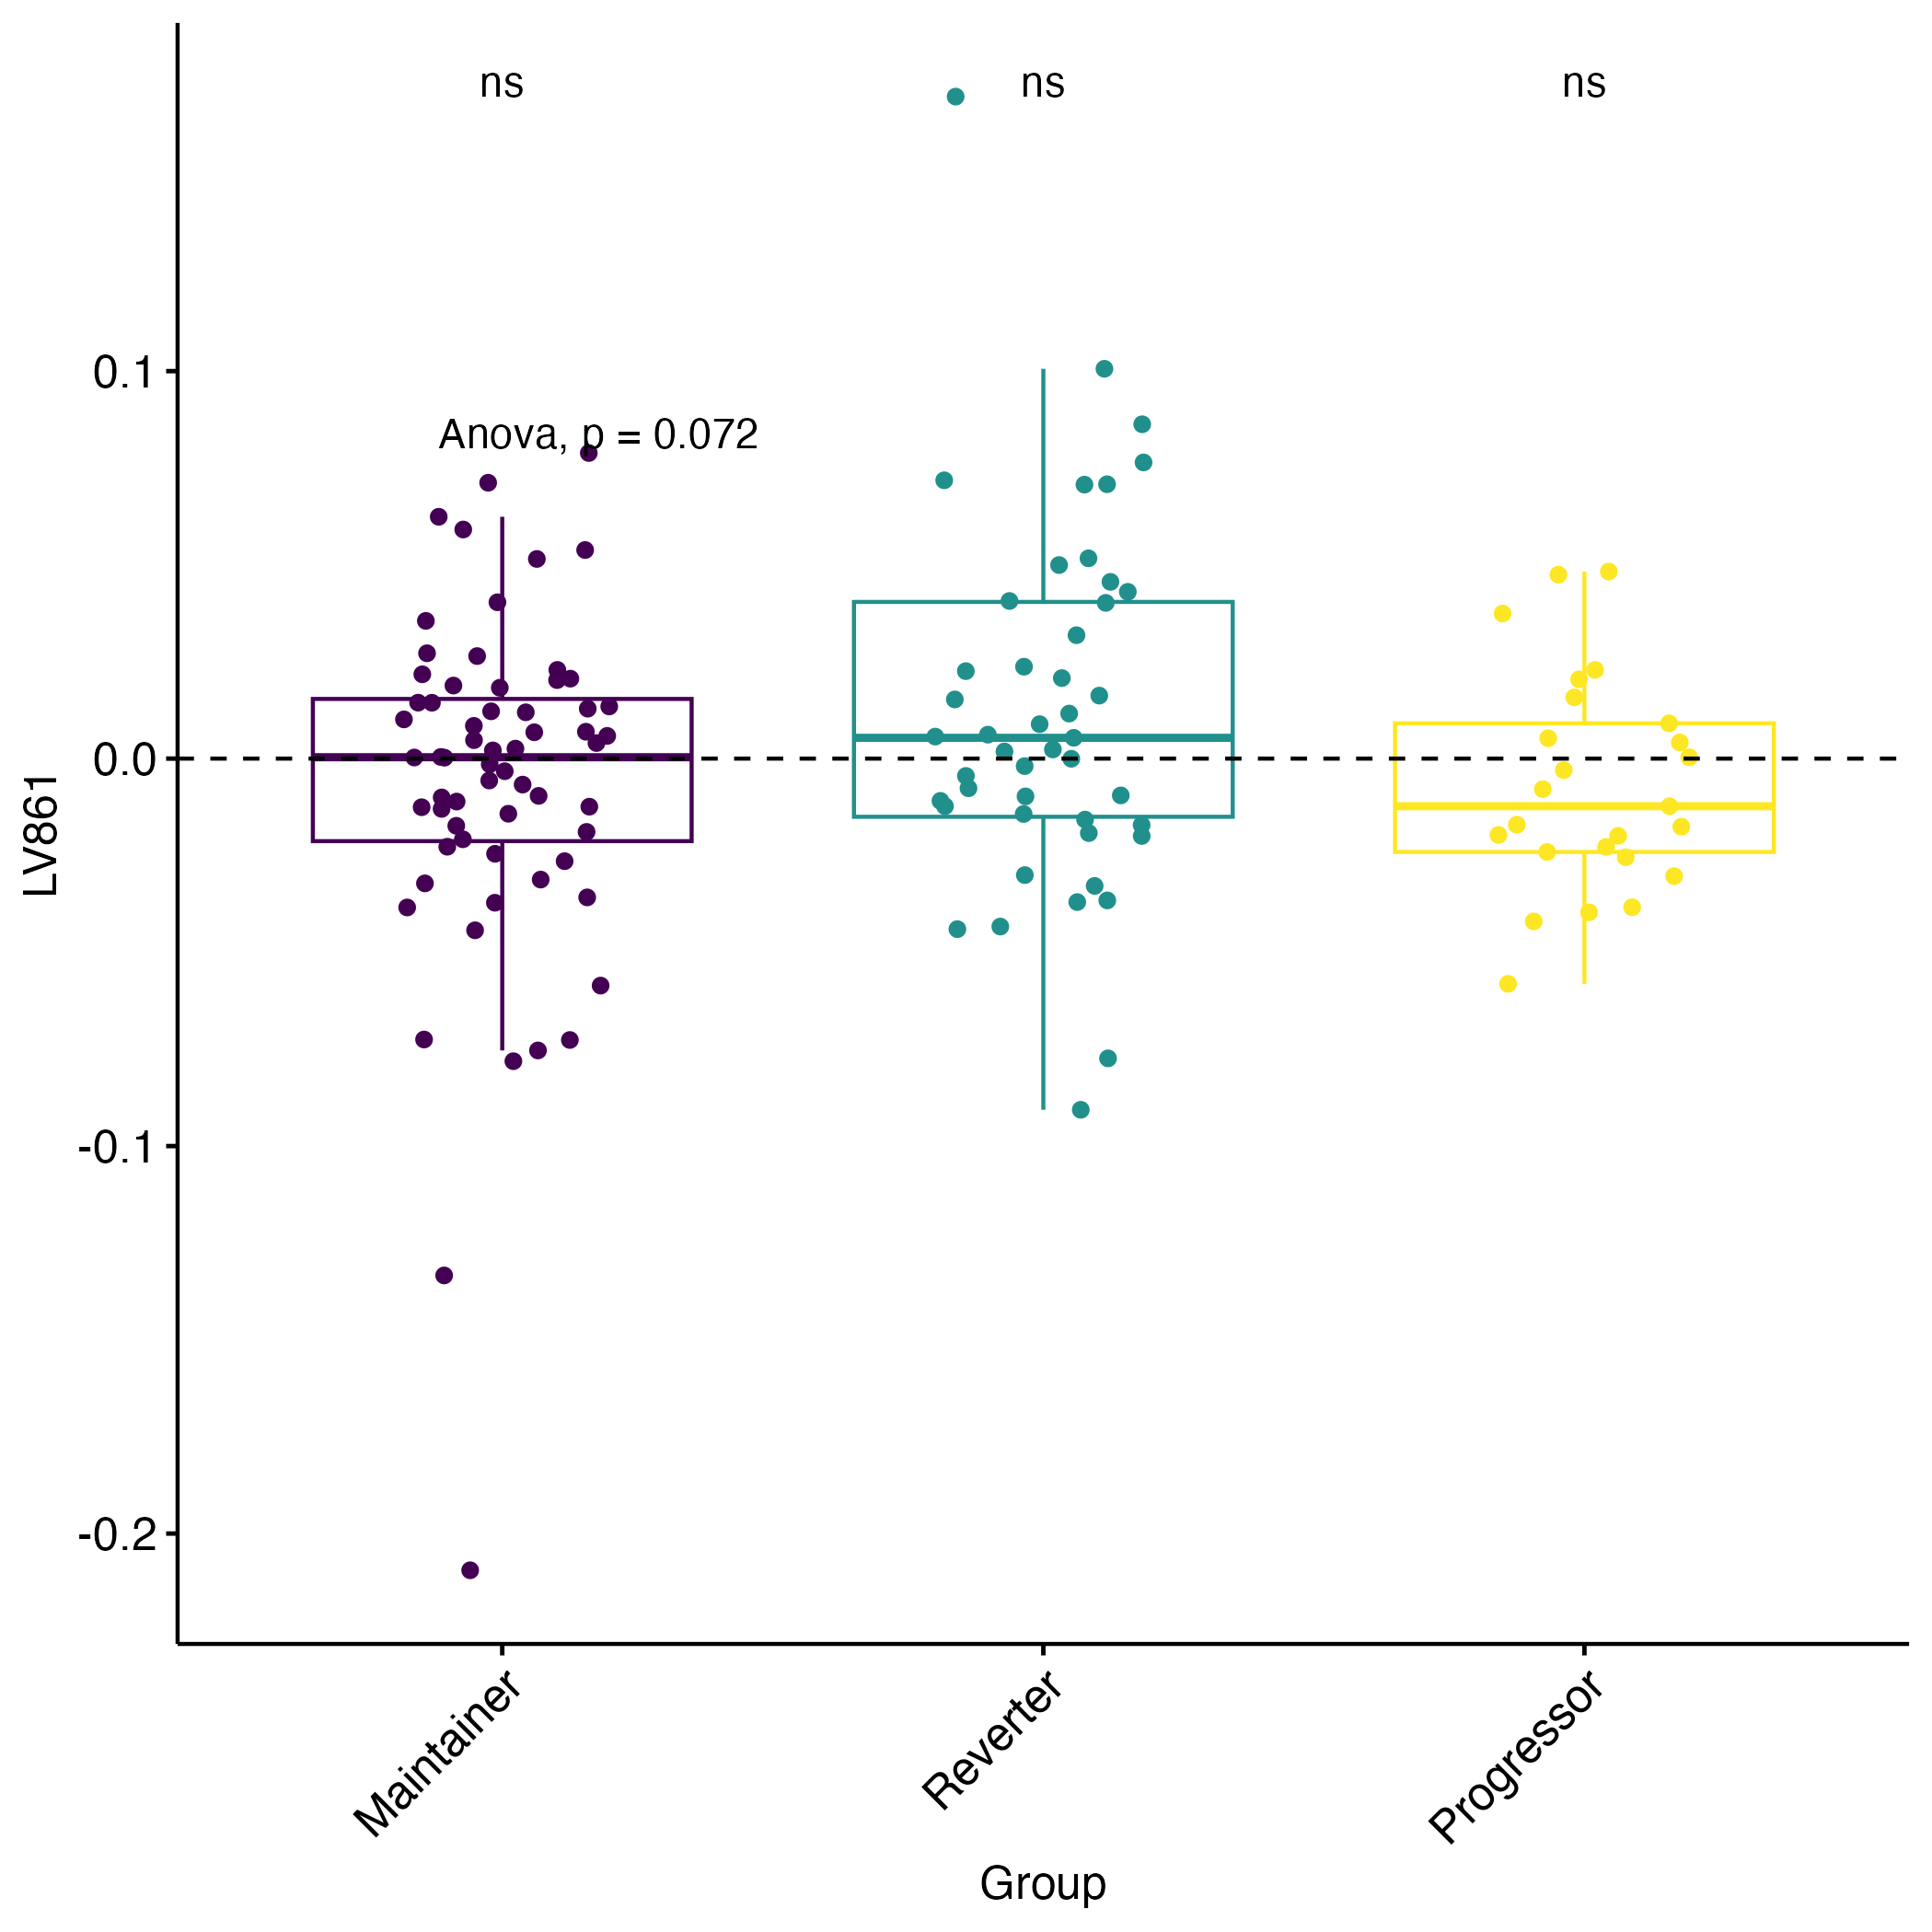 ns ns ns
0.1
Anova, p = 0.072
0.0
LV861
-0.1
-0.2
Maintainer Reverter Progressor
Group